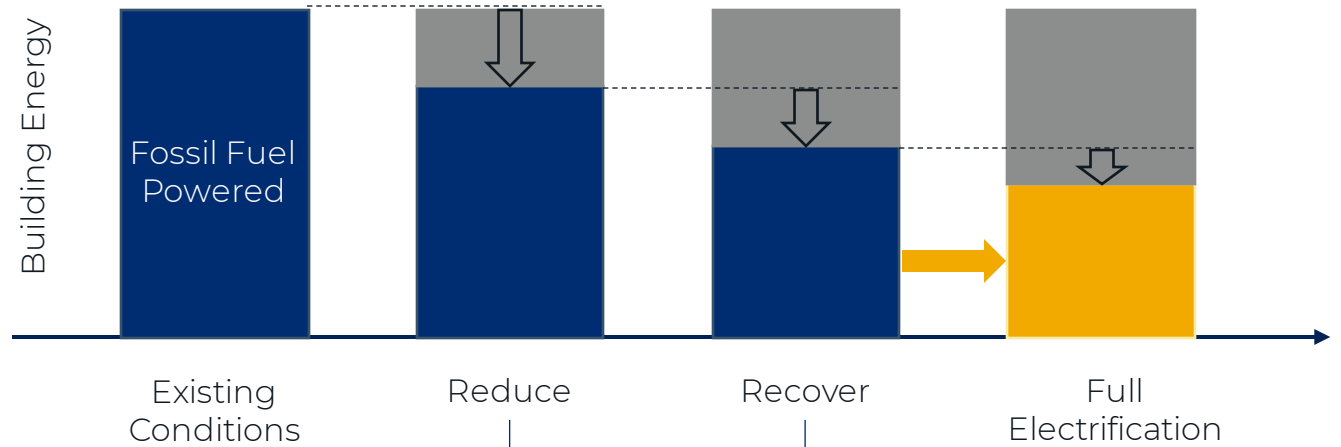 Building Energy
Fossil Fuel
Powered
Existing
Conditions
Reduce
Recover
Full
Electrification